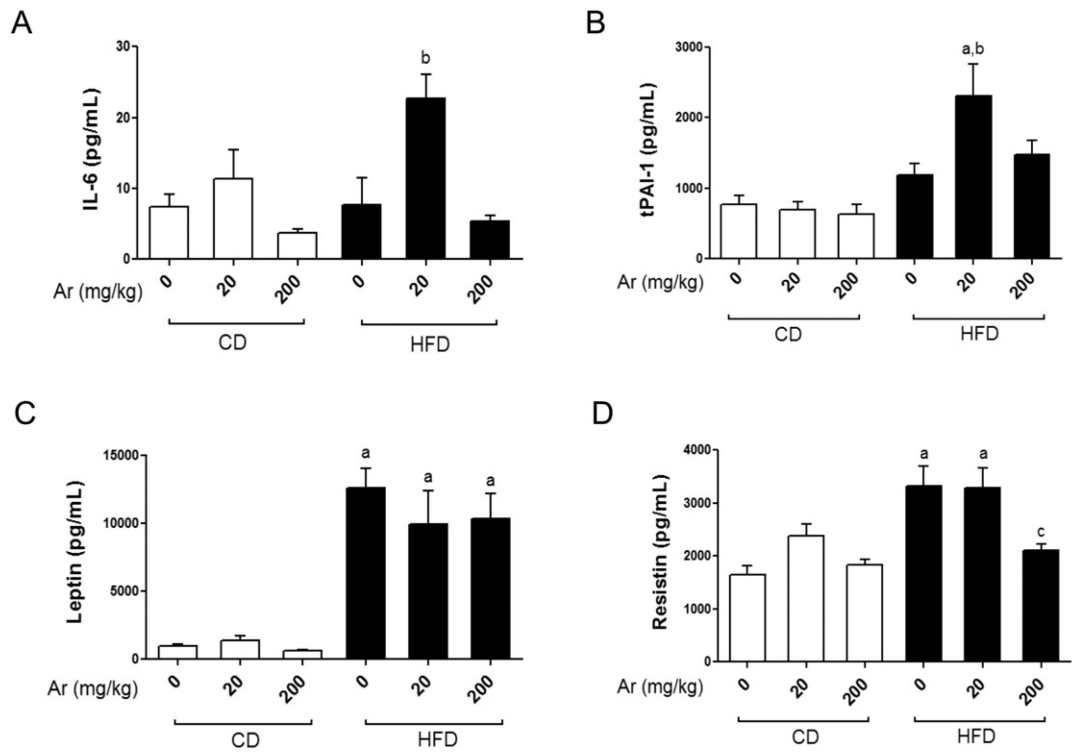 A
IL-6 (pg/mL)
30
20
10
0
b
0 20 200 0 20 200
Ar (mg/kg)
CD HFD
B
tPAI-1 (pg/mL)
3000
2000
1000
0
a,b
0 20 200 0 20 200
Ar (mg/kg)
CD HFD
C
Leptin (pg/mL)
15000
10000
5000
0
a a a
0 20 200 0 20 200
Ar (mg/kg)
CD HFD
D
Resistin (pg/mL)
4000
3000
2000
1000
0
a a c
0 20 200 0 20 200
Ar (mg/kg)
CD HFD